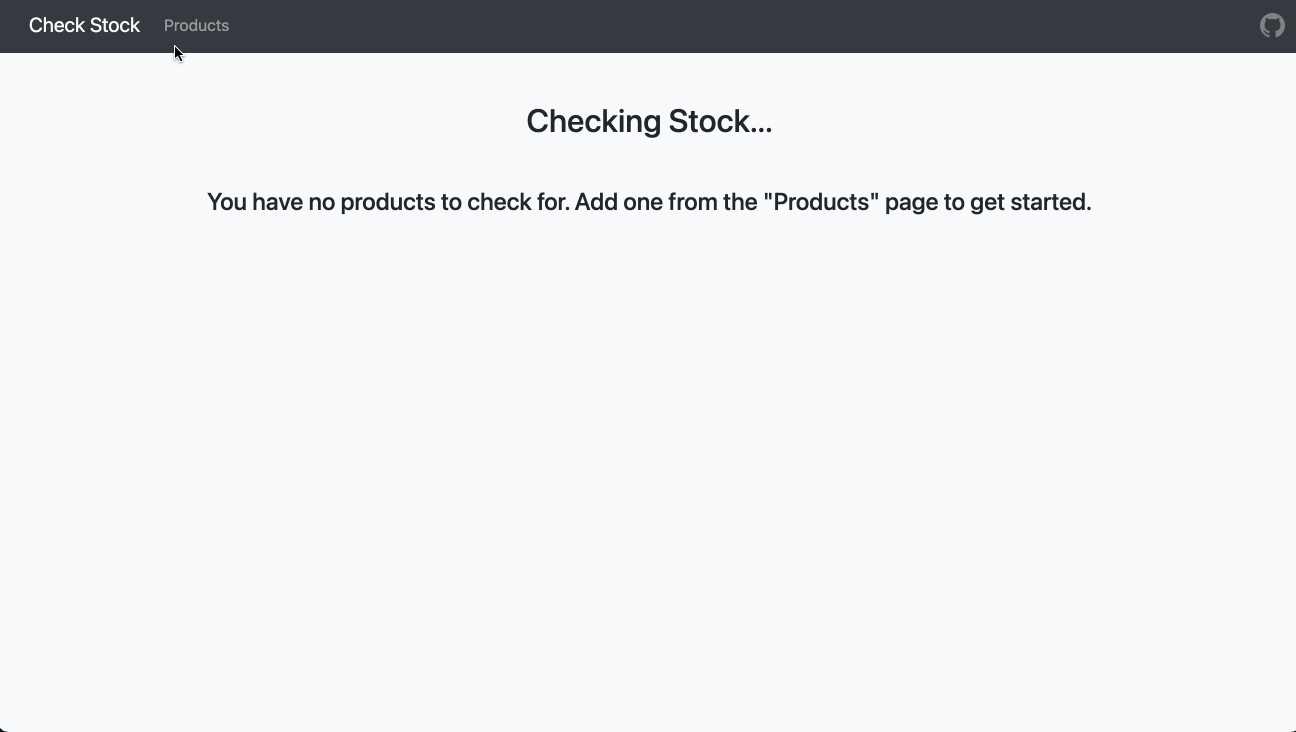 Check Stock Products
Checking Stock...
You have no products to check for. Add one from the "Products" page to get started.